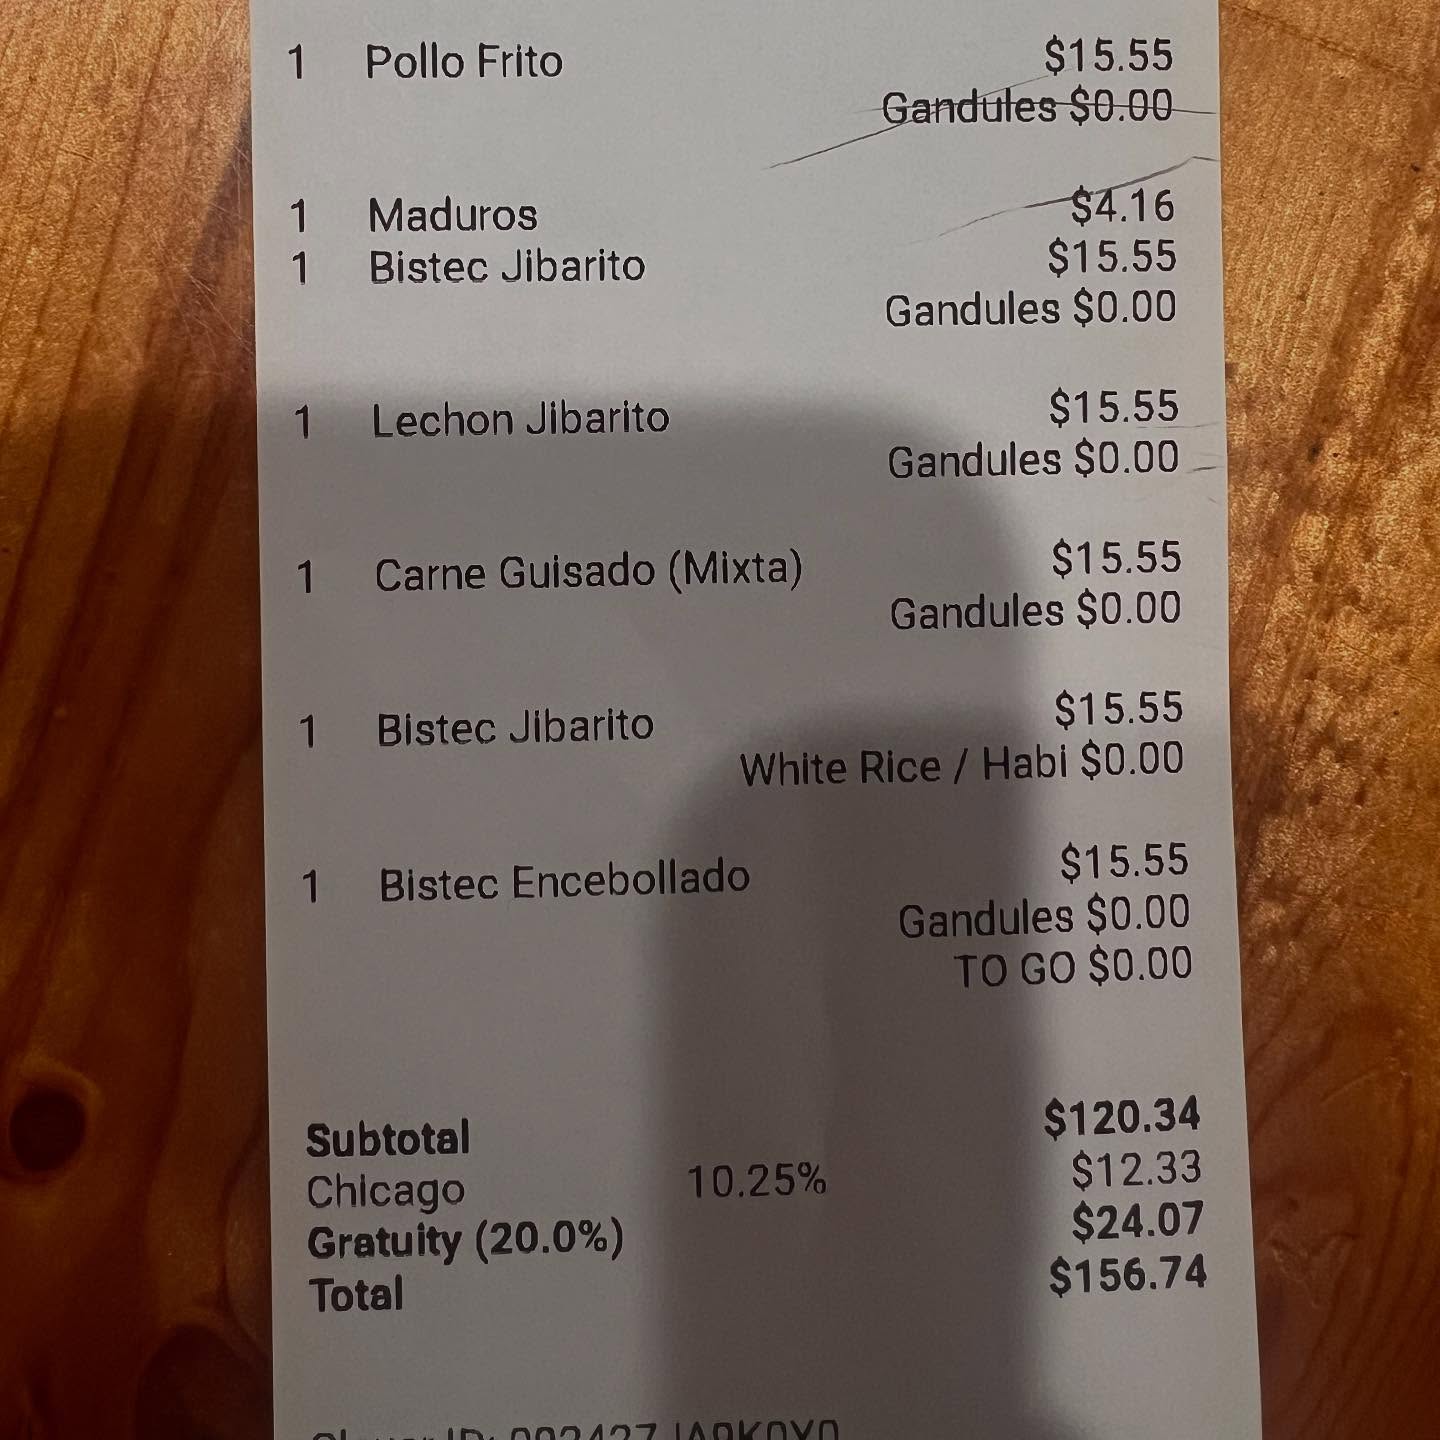 1 Pollo Frito $15.55
Gandules $0.00
1 Maduros $4.16
1 Bistec Jibarito $15.55
Gandules $0.00
1 Lechon Jibarito $15.55
Gandules $0.00
1 Carne Guisado (Mixta) $15.55
Gandules $0.00
1 Bistec Jibarito $15.55
White Rice / Habi $0.00
1 Bistec Encebollado $15.55
Gandules $0.00
TO GO $0.00
Subtotal $120.34
Chicago 10.25% $12.33
Gratuity (20.0%) $24.07
Total $156.74
ID: